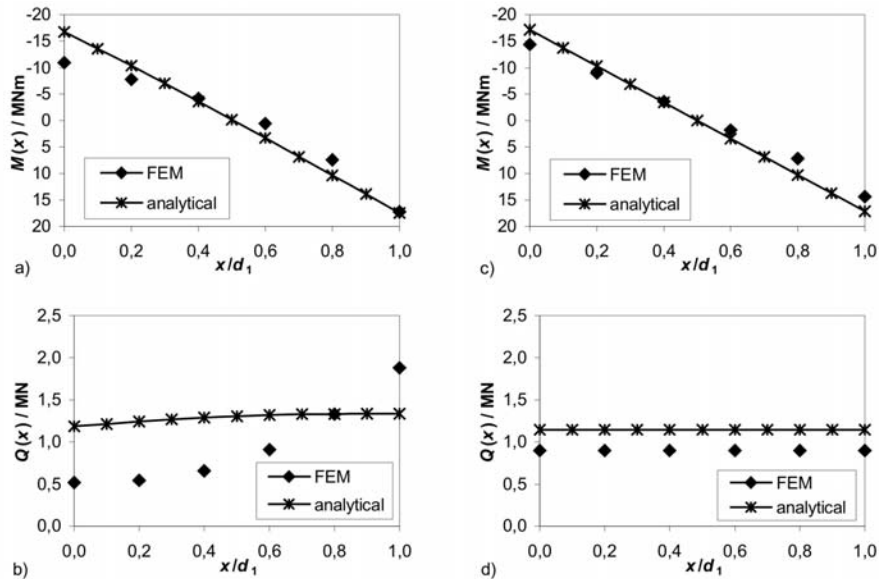 -20
-15
-10
-5
0
5
10
15
20
M(x) / MNm
FEM
analytical
0,0 0,2 0,4 0,6 0,8 1,0
x/d1
a)
-20
-15
-10
-5
0
5
10
15
20
M(x) / MNm
FEM
analytical
0,0 0,2 0,4 0,6 0,8 1,0
x/d1
c)
2,5
2,0
1,5
1,0
0,5
0,0
Q(x) / MN
FEM
analytical
0,0 0,2 0,4 0,6 0,8 1,0
x/d1
b)
2,5
2,0
1,5
1,0
0,5
0,0
Q(x) / MN
FEM
analytical
0,0 0,2 0,4 0,6 0,8 1,0
x/d1
d)